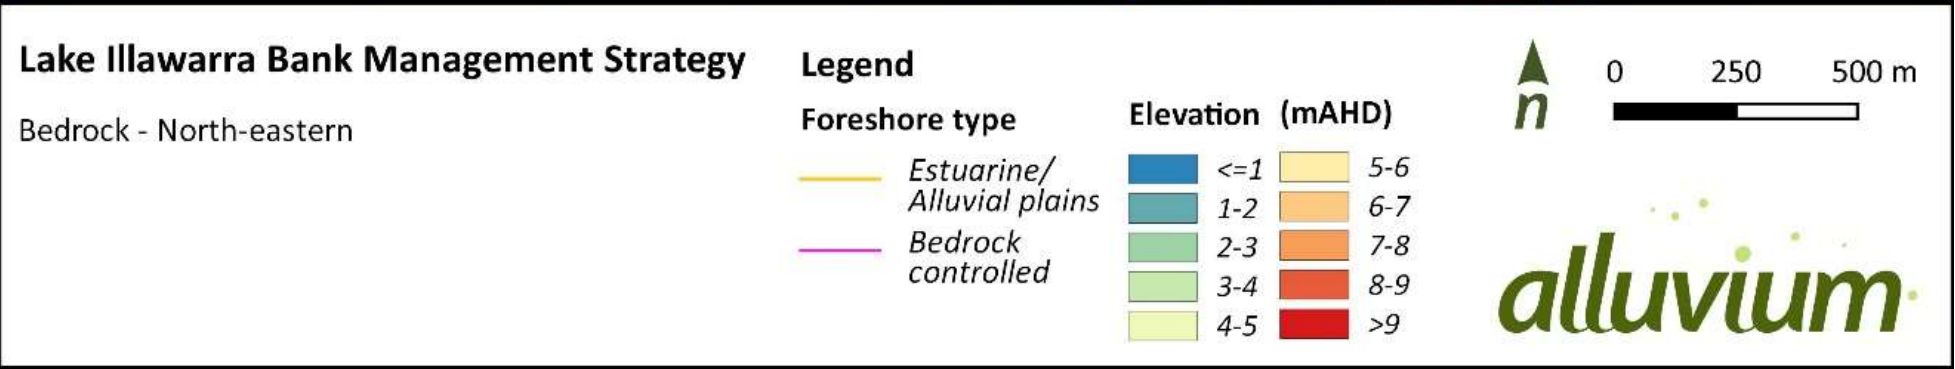 Lake Illawarra Bank Management Strategy
Bedrock - North-eastern
Legend
Foreshore type
Estuarine/
Alluvial plains
Bedrock
controlled
Elevation (mAHD)
<=1 5-6
1-2 6-7
2-3 7-8
3-4 8-9
4-5 >9
n
0 250 500 m
alluvium